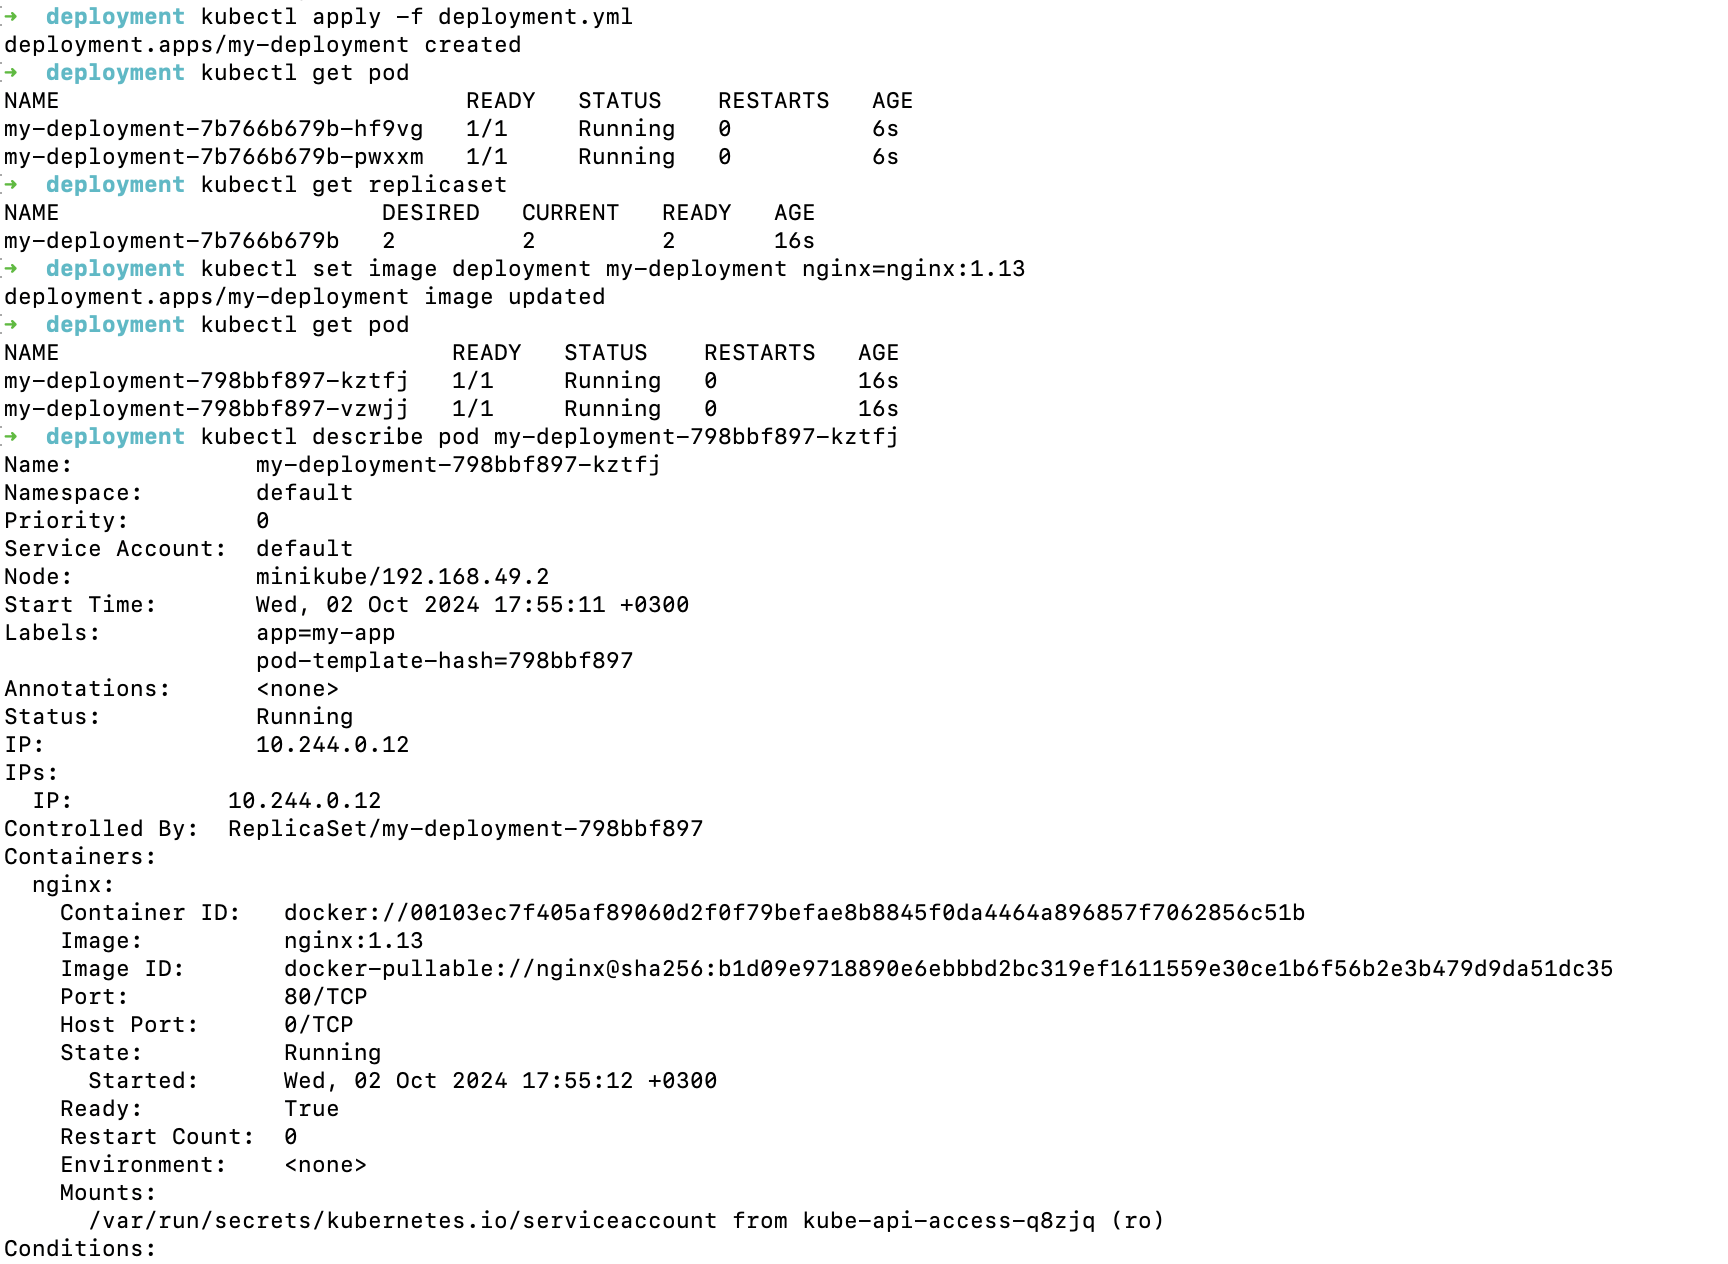 ➜  deployment kubectl apply -f deployment.yml
deployment.apps/my-deployment created
➜  deployment kubectl get pod
NAME                             READY   STATUS    RESTARTS   AGE
my-deployment-7b766b679b-hf9vg   1/1     Running   0          6s
my-deployment-7b766b679b-pwxxm   1/1     Running   0          6s
➜  deployment kubectl get replicaset
NAME                       DESIRED   CURRENT   READY   AGE
my-deployment-7b766b679b   2         2         2       16s
➜  deployment kubectl set image deployment my-deployment nginx=nginx:1.13
deployment.apps/my-deployment image updated
➜  deployment kubectl get pod
NAME                            READY   STATUS    RESTARTS   AGE
my-deployment-798bbf897-kztfj   1/1     Running   0          16s
my-deployment-798bbf897-vzwjj   1/1     Running   0          16s
➜  deployment kubectl describe pod my-deployment-798bbf897-kztfj
Name:             my-deployment-798bbf897-kztfj
Namespace:        default
Priority:         0
Service Account:  default
Node:             minikube/192.168.49.2
Start Time:       Wed, 02 Oct 2024 17:55:11 +0300
Labels:           app=my-app
                  pod-template-hash=798bbf897
Annotations:      <none>
Status:           Running
IP:               10.244.0.12
IPs:
  IP:           10.244.0.12
Controlled By:  ReplicaSet/my-deployment-798bbf897
Containers:
  nginx:
    Container ID:   docker://00103ec7f405af89060d2f0f79befae8b8845f0da4464a896857f7062856c51b
    Image:          nginx:1.13
    Image ID:       docker-pullable://nginx@sha256:b1d09e9718890e6ebbbd2bc319ef1611559e30ce1b6f56b2e3b479d9da51dc35
    Port:           80/TCP
    Host Port:      0/TCP
    State:          Running
      Started:      Wed, 02 Oct 2024 17:55:12 +0300
    Ready:          True
    Restart Count:  0
    Environment:    <none>
    Mounts:
      /var/run/secrets/kubernetes.io/serviceaccount from kube-api-access-q8zjq (ro)
Conditions: